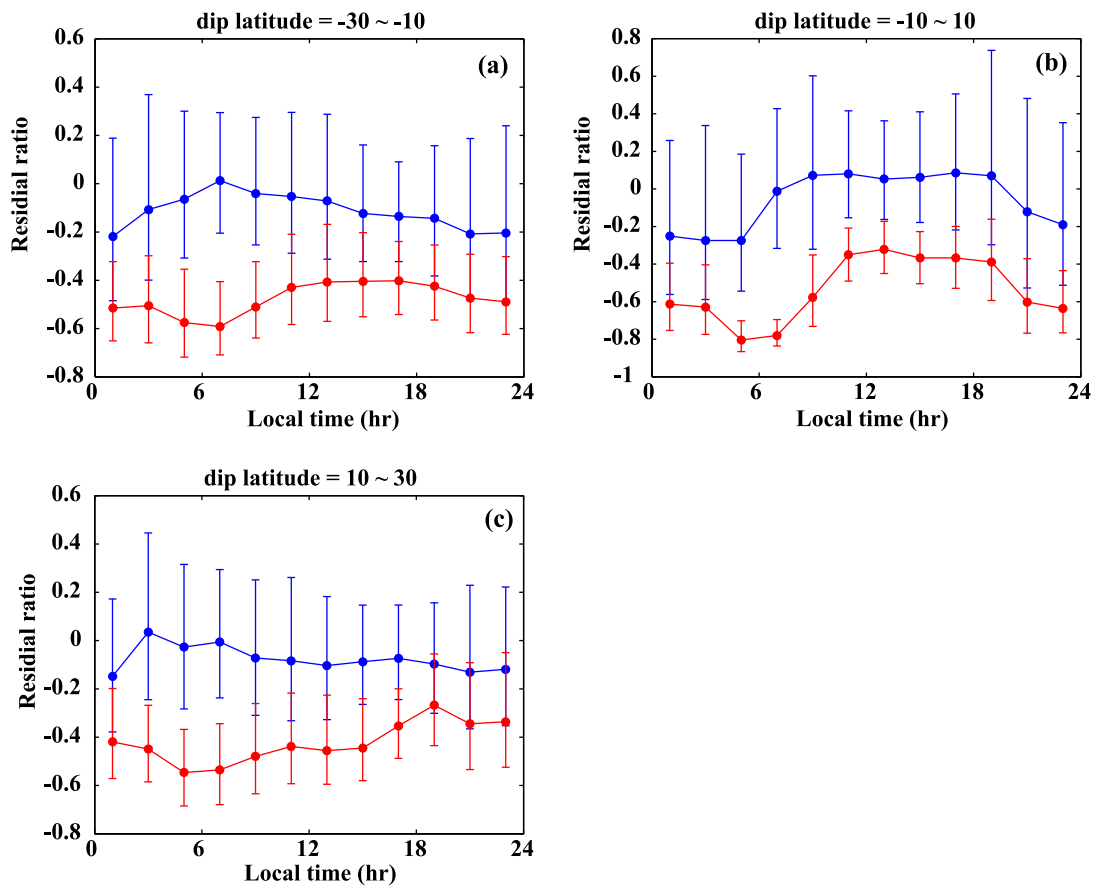 dip latitude = -30 ~ -10
(a)
Residial ratio
0.6
0.4
0.2
0
-0.2
-0.4
-0.6
-0.8
0 6 12 18 24
Local time (hr)
dip latitude = -10 ~ 10
(b)
Residial ratio
0.8
0.6
0.4
0.2
0
-0.2
-0.4
-0.6
-0.8
-1
0 6 12 18 24
Local time (hr)
dip latitude = 10 ~ 30
(c)
Residial ratio
0.6
0.4
0.2
0
-0.2
-0.4
-0.6
-0.8
0 6 12 18 24
Local time (hr)